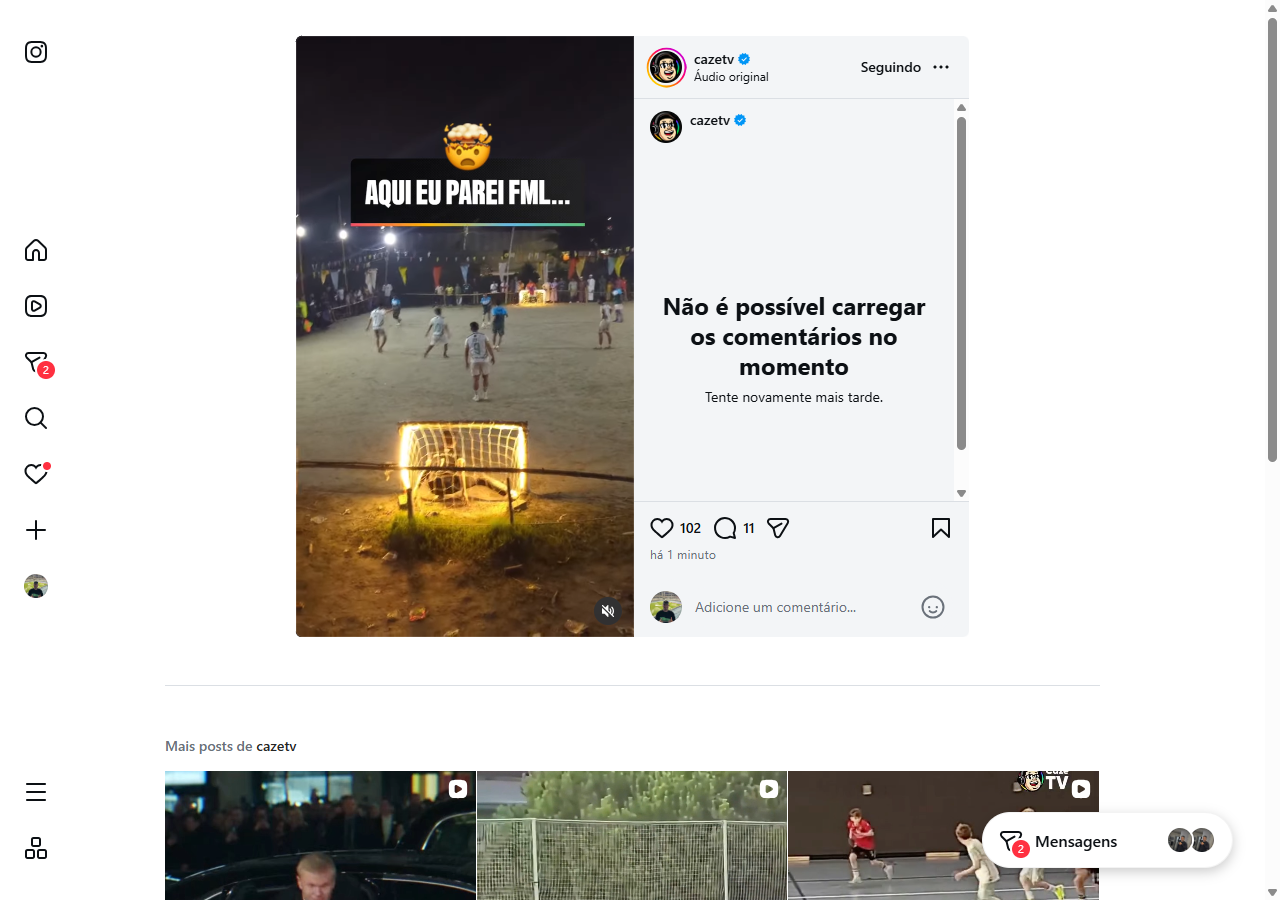 AQUI EU PAREI FML...
cazetv
Áudio original
Seguindo
cazetv
Não é possível carregar
os comentários no
momento
Tente novamente mais tarde.
102
11
há 1 minuto
Adicione um comentário...
2
Mais posts de cazetv
TV
2
Mensagens